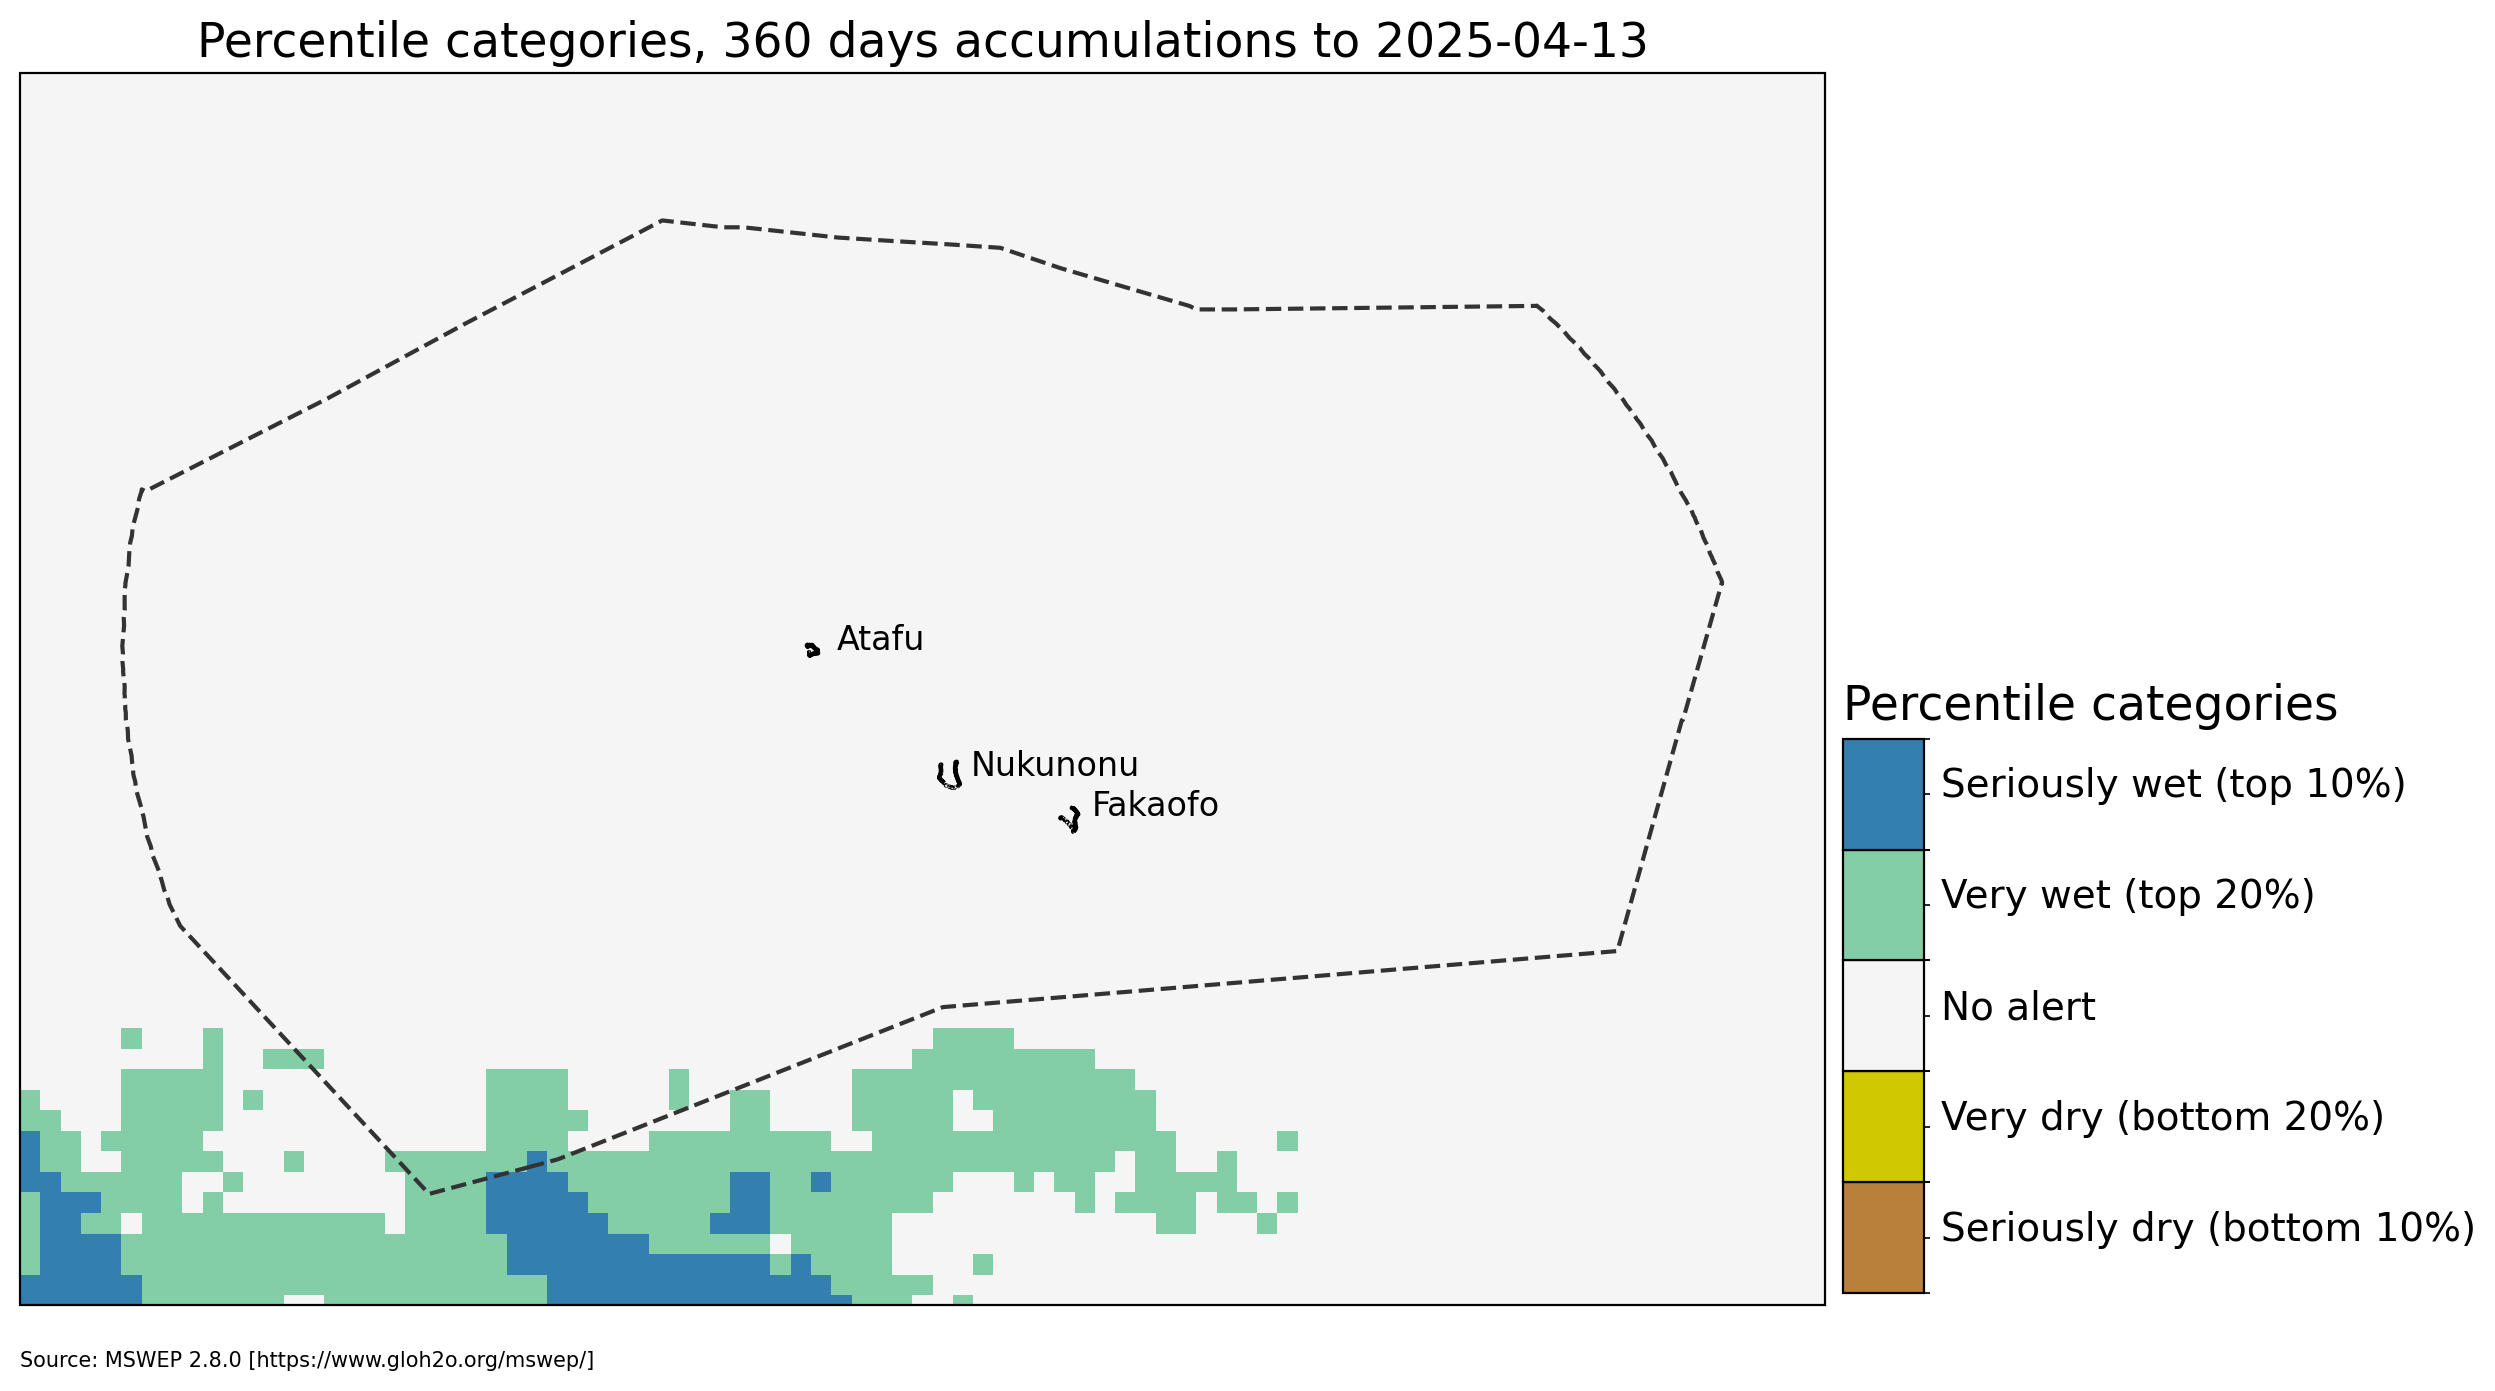 Percentile categories, 360 days accumulations to 2025-04-13
Atafu
Nukunonu
Fakaofo
Percentile categories
Seriously wet (top 10%)
Very wet (top 20%)
No alert
Very dry (bottom 20%)
Seriously dry (bottom 10%)
Source: MSWEP 2.8.0 [https://www.gloh2o.org/mswep/]